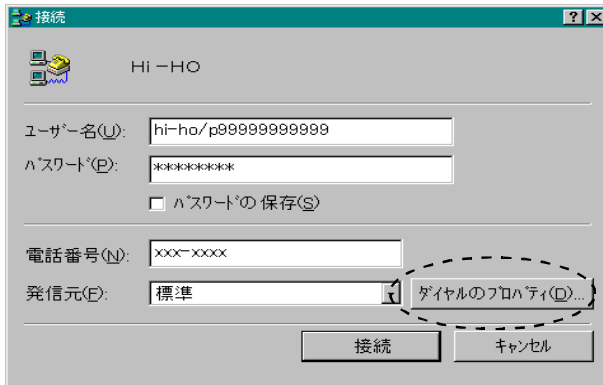 接続
Hi－HO
ユーザー名(U): hi-ho/p99999999999
パスワード(P): ********
パスワードの保存(S)
電話番号(N): xxx-xxxx
発信元(F): 標準 ダイヤルのプロパティ(D)...
接続 キャンセル